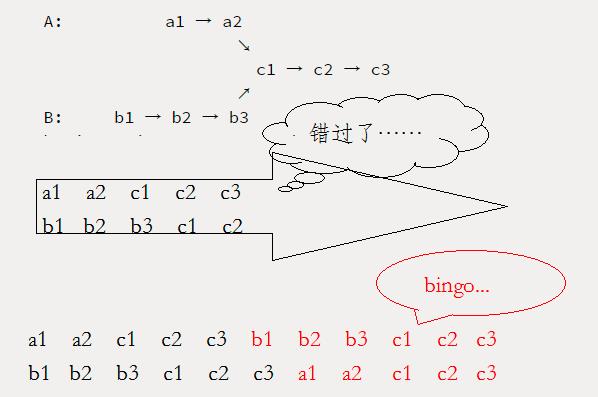 A: a1 → a2
↘
c1 → c2 → c3
↗
B: b1 → b2 → b3
错过了……
a1 a2 c1 c2 c3
b1 b2 b3 c1 c2
bingo...
a1 a2 c1 c2 c3 b1 b2 b3 c1 c2 c3
b1 b2 b3 c1 c2 c3 a1 a2 c1 c2 c3